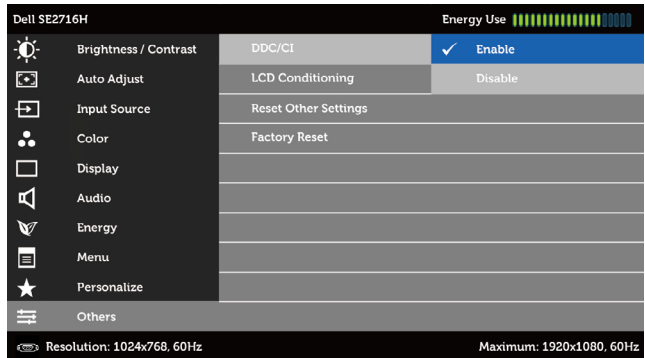 Dell SE2716H Energy Use
Brightness / Contrast DDC/CI ✓ Enable
Auto Adjust LCD Conditioning Disable
Input Source Reset Other Settings
Color Factory Reset
Display
Audio
Energy
Menu
Personalize
Others
Resolution: 1024x768, 60Hz Maximum: 1920x1080, 60Hz